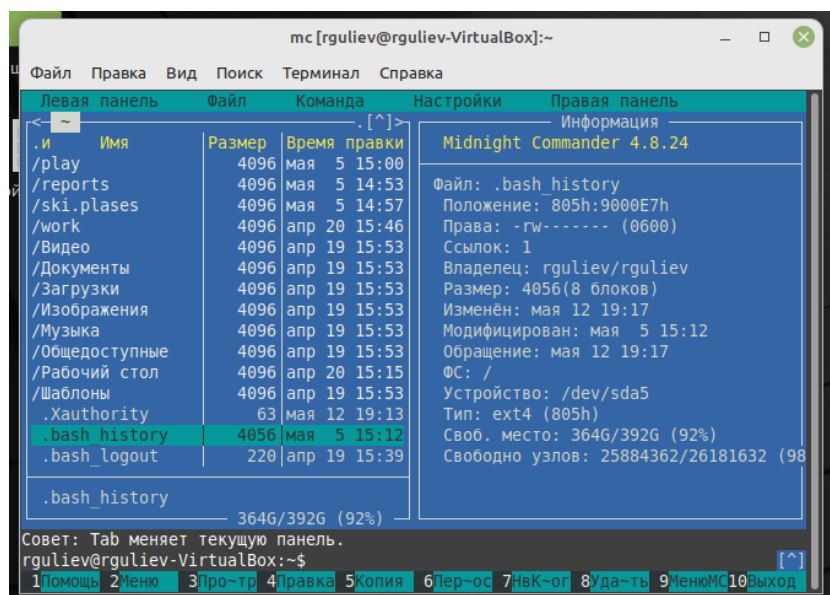 mc [rguliev@rguliev-VirtualBox]:~
Файл Правка Вид Поиск Терминал Справка
Левая панель Файл Команда Настройки Правая панель
<─ ~ ─.[^]>
.и Имя Размер Время правки
/play 4096 мая 5 15:00
/reports 4096 мая 5 14:53
/ski.plases 4096 мая 5 14:57
/work 4096 апр 20 15:46
/Видео 4096 апр 19 15:53
/Документы 4096 апр 19 15:53
/Загрузки 4096 апр 19 15:53
/Изображения 4096 апр 19 15:53
/Музыка 4096 апр 19 15:53
/Общедоступные 4096 апр 19 15:53
/Рабочий стол 4096 апр 20 15:15
/Шаблоны 4096 апр 19 15:53
.Xauthority 63 мая 12 19:13
.bash_history 4056 мая 5 15:12
.bash_logout 220 апр 19 15:39
.bash_history
364G/392G (92%)
Информация
Midnight Commander 4.8.24
Файл: .bash_history
Положение: 805h:9000E7h
Права: -rw------- (0600)
Ссылок: 1
Владелец: rguliev/rguliev
Размер: 4056(8 блоков)
Изменён: мая 12 19:17
Модифицирован: мая 5 15:12
Обращение: мая 12 19:17
ФС: /
Устройство: /dev/sda5
Тип: ext4 (805h)
Своб. место: 364G/392G (92%)
Свободно узлов: 25884362/26181632 (98
Совет: Tab меняет текущую панель.
rguliev@rguliev-VirtualBox:~$ [^]
1Помощь 2Меню 3Про~тр 4Правка 5Копия 6Пер~ос 7НвК~ог 8Уда~ть 9МенюМС 10Выход